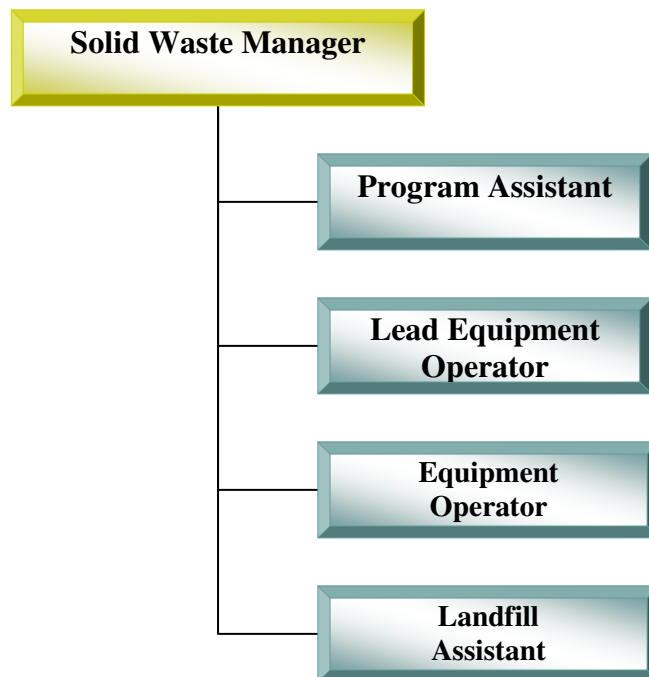 Solid Waste Manager
Program Assistant
Lead Equipment
Operator
Equipment
Operator
Landfill
Assistant